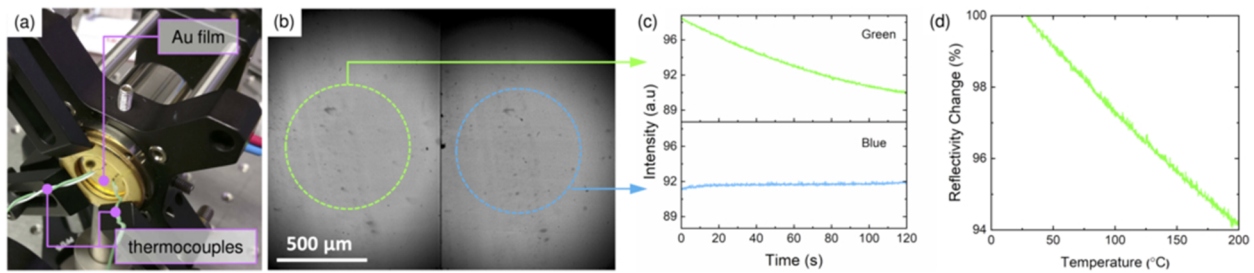 (a)
Au film
thermocouples
(b)
500 µm
(c)
Green
Blue
Intensity (a.u)
96
92
89
96
92
89
0 20 40 60 80 100 120
Time (s)
(d)
Reflectivity Change (%)
100
98
96
94
0 50 100 150 200
Temperature (°C)